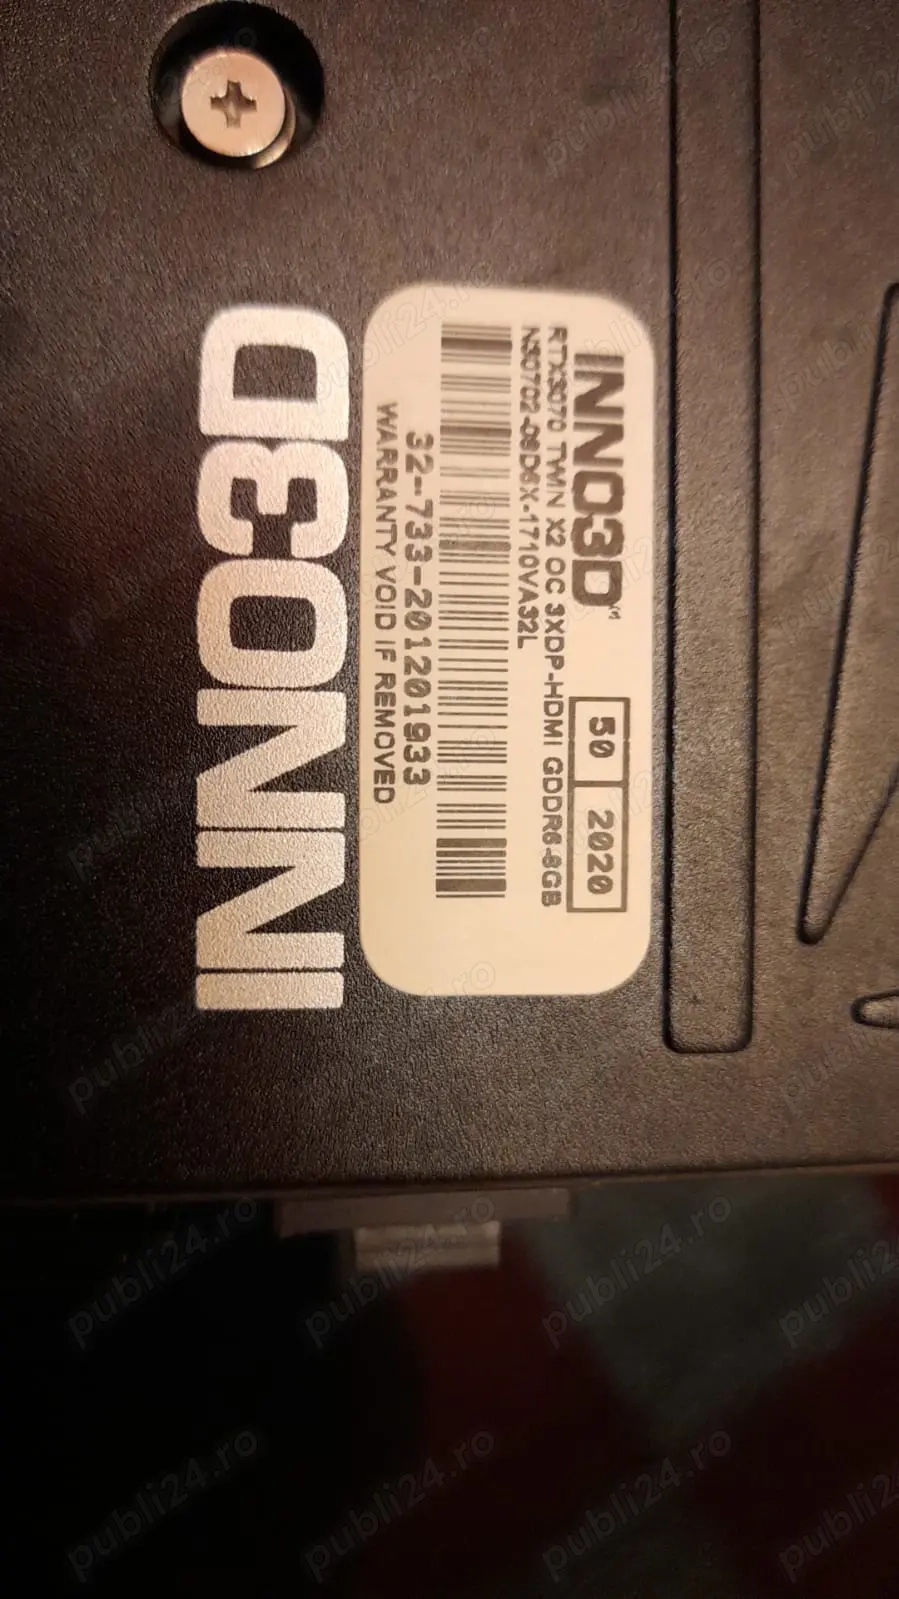 INNO3D
INNO3D™
50 2020
RTX3070 TWIN X2 OC 3XDP-HDMI GDDR6-8GB
N30702-08D6X-1710VA32L
32-733-201201933
WARRANTY VOID IF REMOVED
publi24.ro